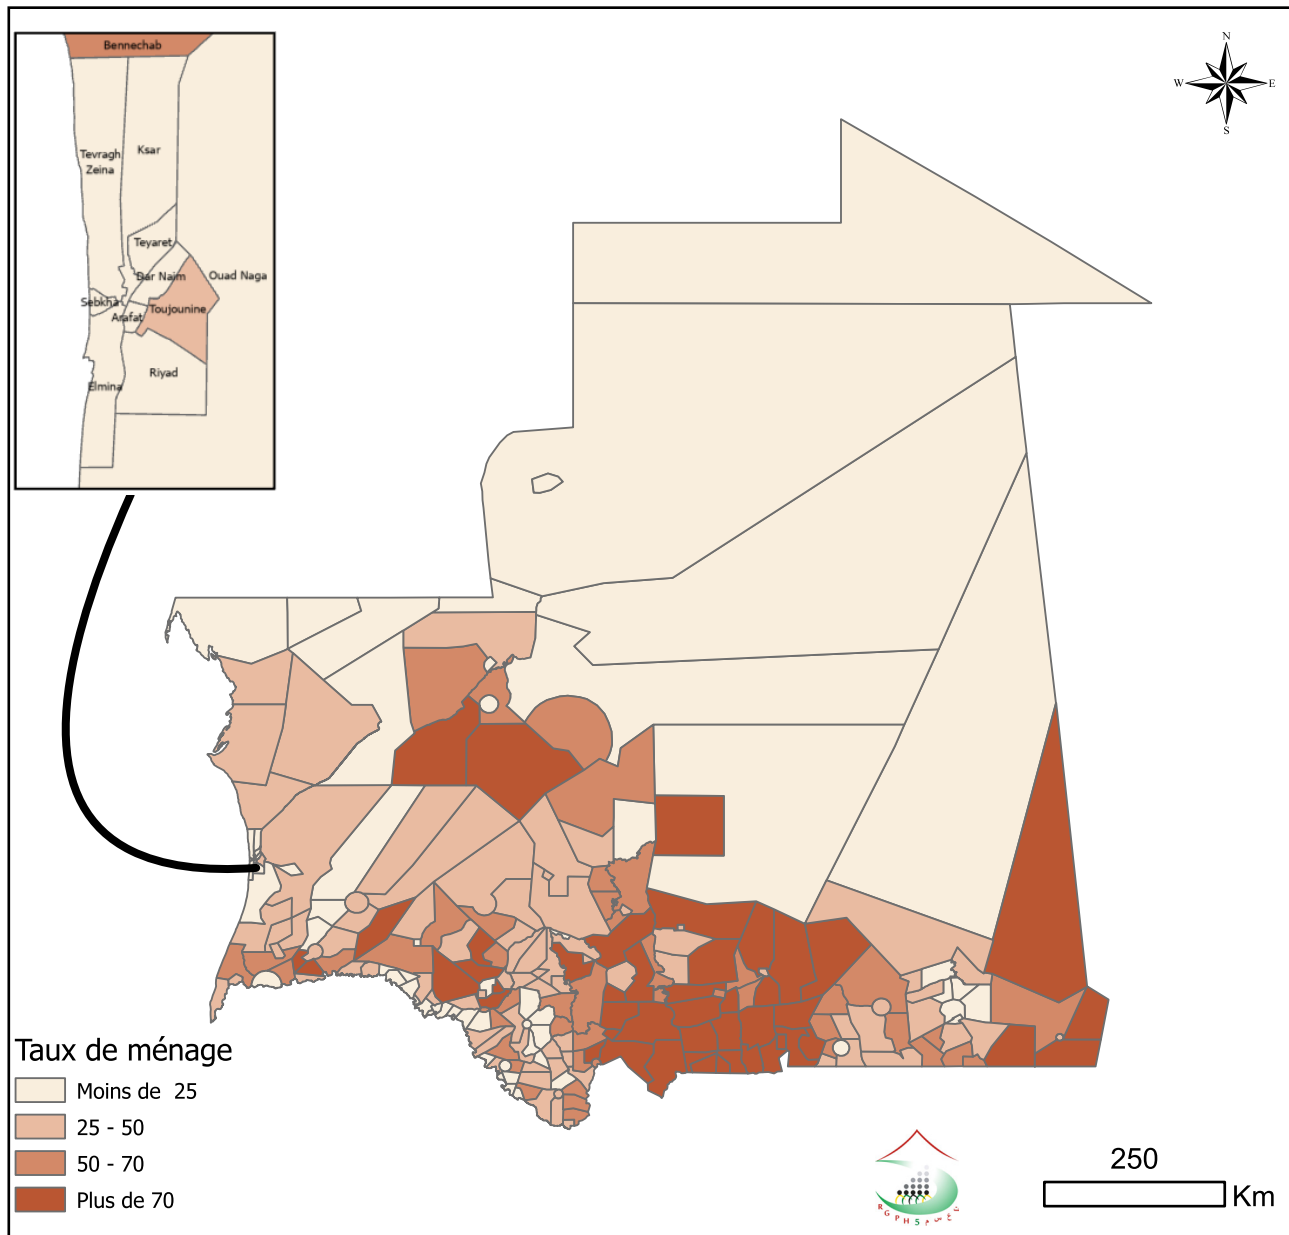 Bennechab
Tevragh
Zeina
Ksar
Teyaret
Dar Naim
Ouad Naga
Sebkha
Toujounine
Arafat
Riyad
Elmina
N
W
E
S
Taux de ménage
Moins de 25
25 - 50
50 - 70
Plus de 70
250
Km
RGPH5